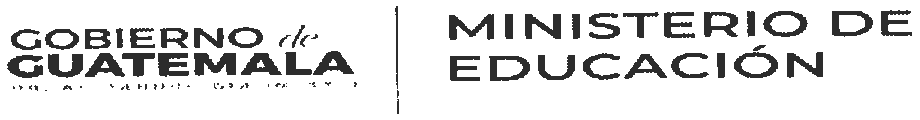 GOBIERNO de
GUATEMALA
MINISTERIO DE
EDUCACIÓN